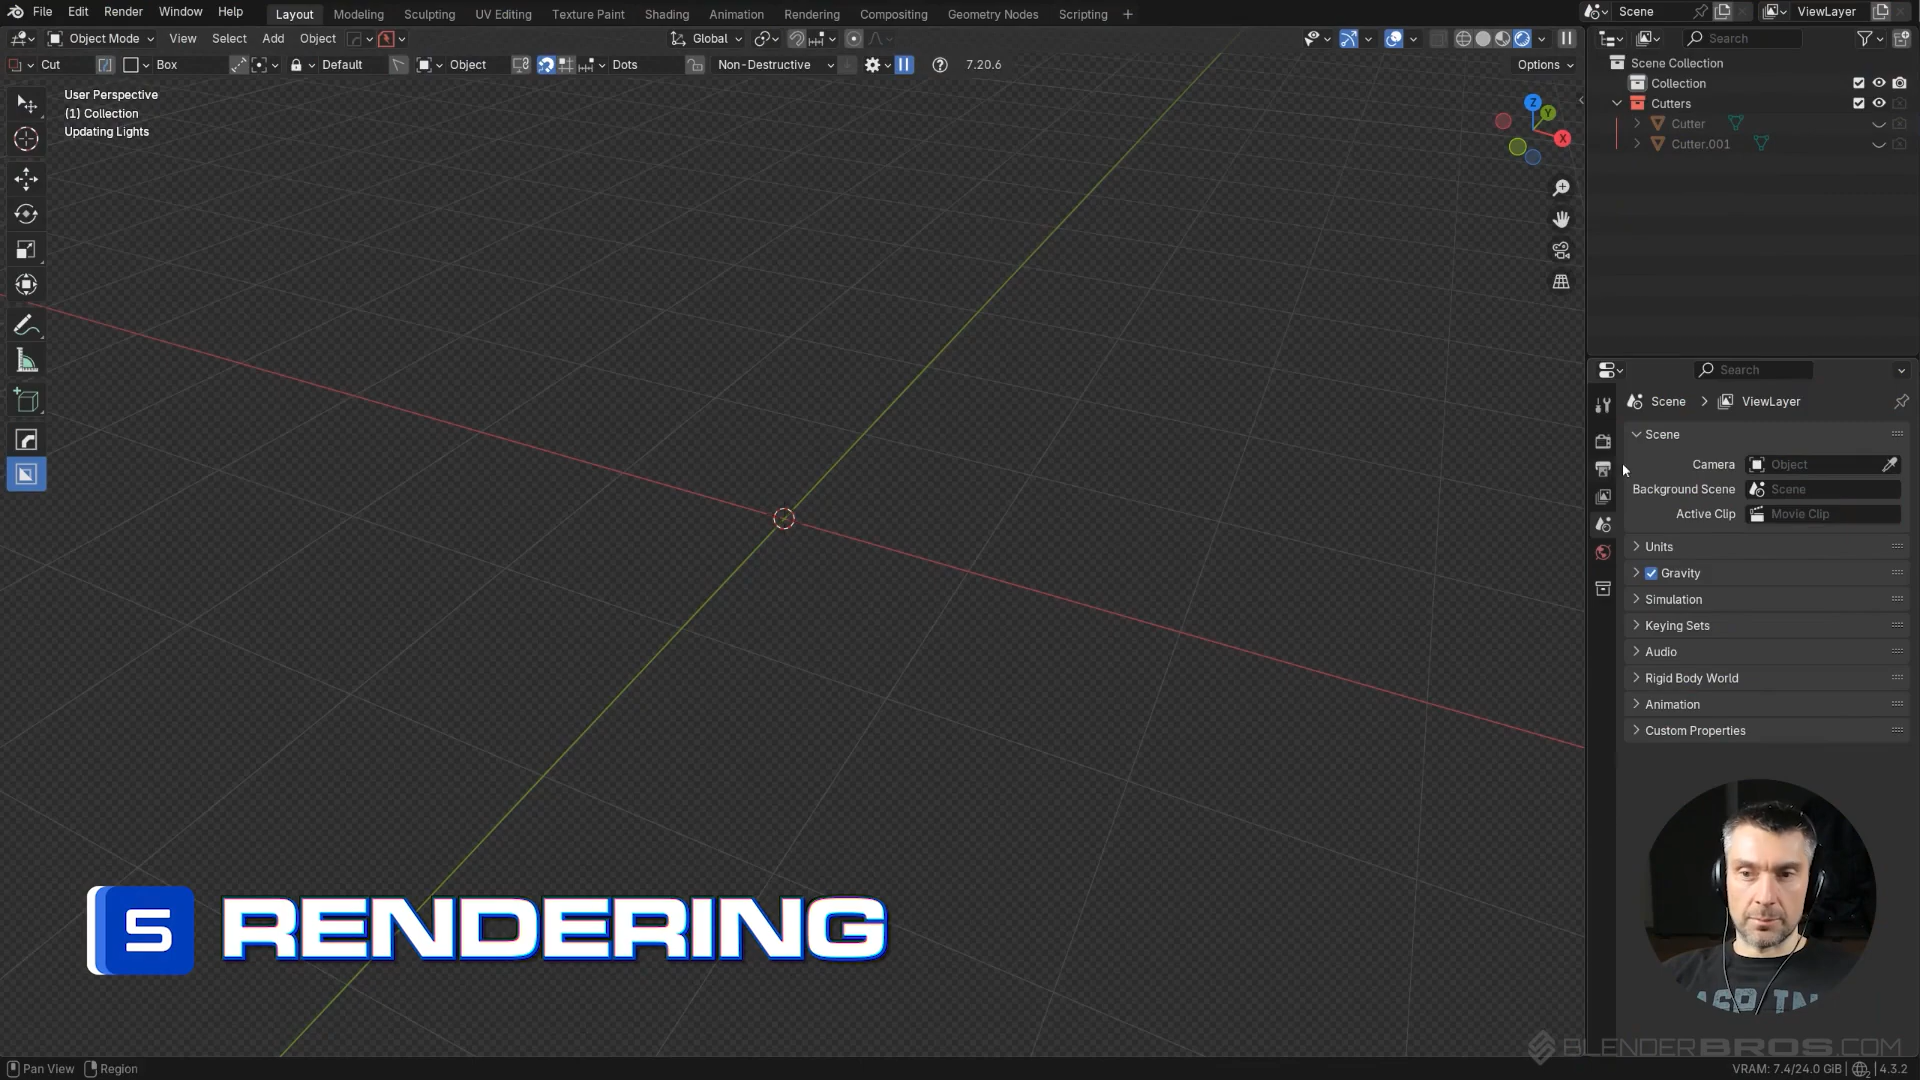 File Edit Render Window Help Layout Modeling Sculpting UV Editing Texture Paint Shading Animation Rendering Compositing Geometry Nodes Scripting + Scene ViewLayer
Object Mode View Select Add Object Global Search
Cut Box Default Object Dots Non-Destructive 7.20.6 Options
Scene Collection
Collection
Cutters
Cutter
Cutter.001
User Perspective
(1) Collection
Updating Lights
Z
Y
X
Search
Scene > ViewLayer
Scene
Camera Object
Background Scene Scene
Active Clip Movie Clip
Units
Gravity
Simulation
Keying Sets
Audio
Rigid Body World
Animation
Custom Properties
5 RENDERING
BLENDERBROS.COM
Pan View Region VRAM: 7.4/24.0 GiB 4.3.2